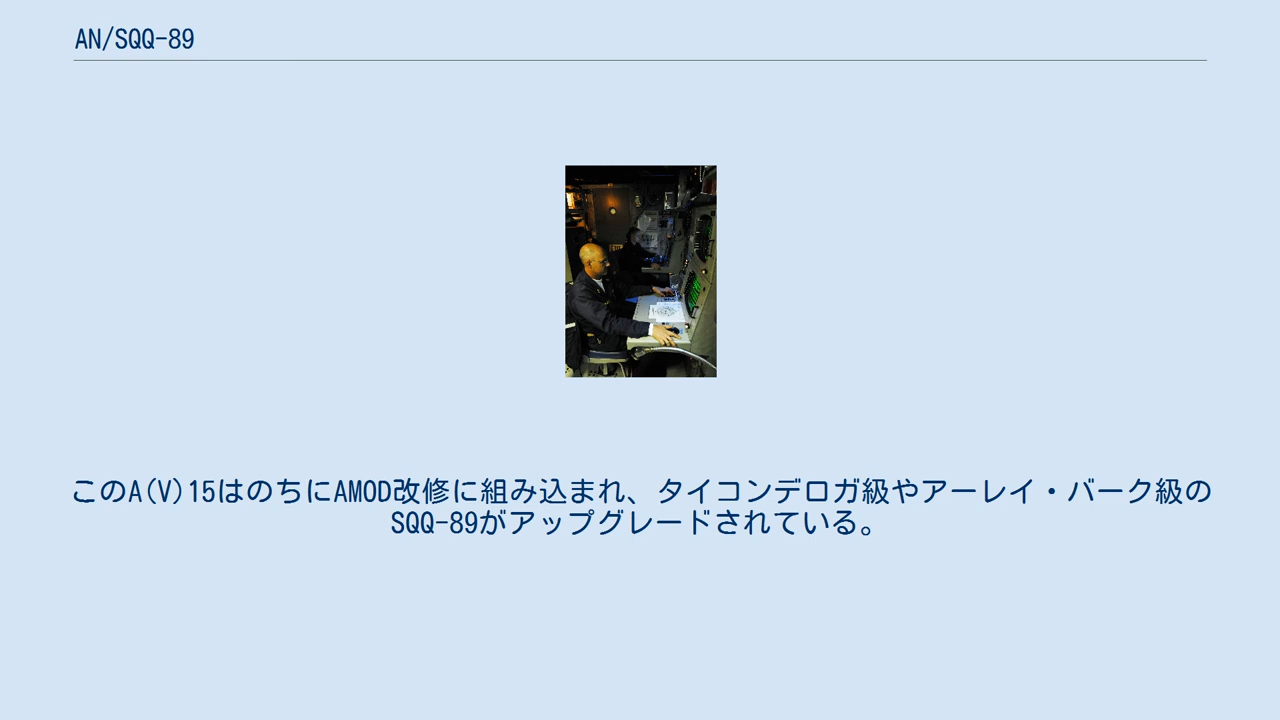 AN/SQQ-89
このA(V)15はのちにAMOD改修に組み込まれ、タイコンデロガ級やアーレイ・バーク級の
SQQ-89がアップグレードされている。